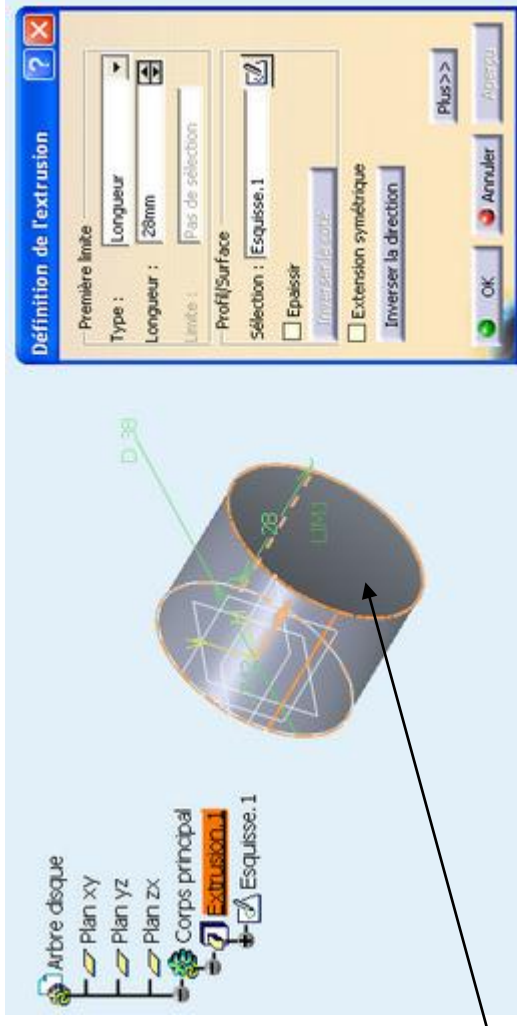 Arbre disque
Plan xy
Plan yz
Plan zx
Corps principal
Extrusion.1
Esquisse.1
D 38
28
LIM1
Définition de l'extrusion
Première limite
Type : Longueur
Longueur : 28mm
Limite : Pas de sélection
Profil/Surface
Sélection : Esquisse.1
Epaissir
Inverser le côté
Extension symétrique
Inverser la direction
Plus>>
OK Annuler Aperçu